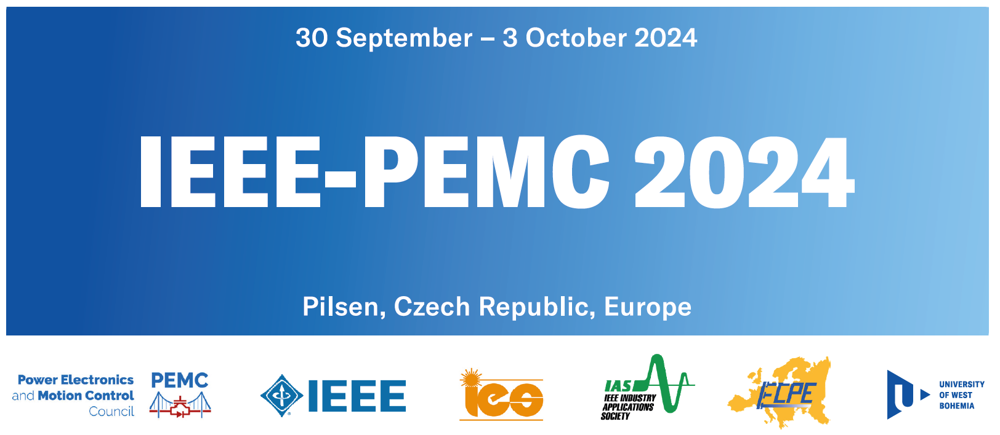 30 September – 3 October 2024
IEEE-PEMC 2024
Pilsen, Czech Republic, Europe
Power Electronics
and Motion Control
Council
PEMC
IEEE
ies
IAS
IEEE INDUSTRY
APPLICATIONS
SOCIETY
ECPE
UNIVERSITY
OF WEST
BOHEMIA